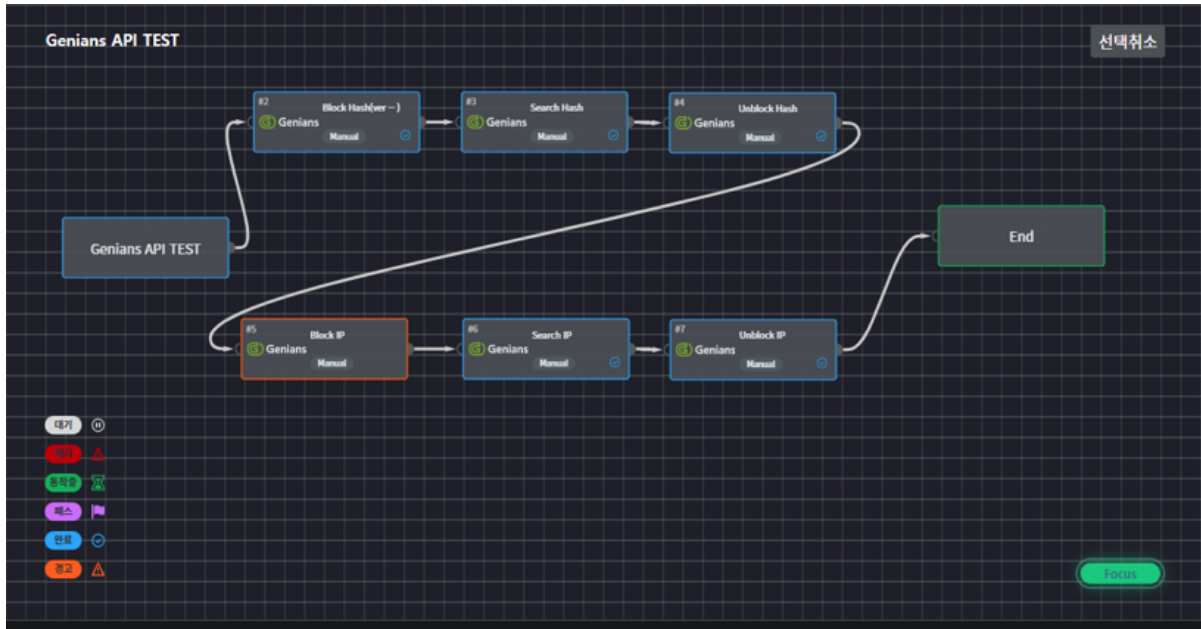 Genians API TEST
선택취소
#2
Block Hash(ver – )
Genians
Manual
#3
Search Hash
Genians
Manual
#4
Unblock Hash
Genians
Manual
Genians API TEST
End
#5
Block IP
Genians
Manual
#6
Search IP
Genians
Manual
#7
Unblock IP
Genians
Manual
대기
에러
동작중
패스
완료
경고
Focus